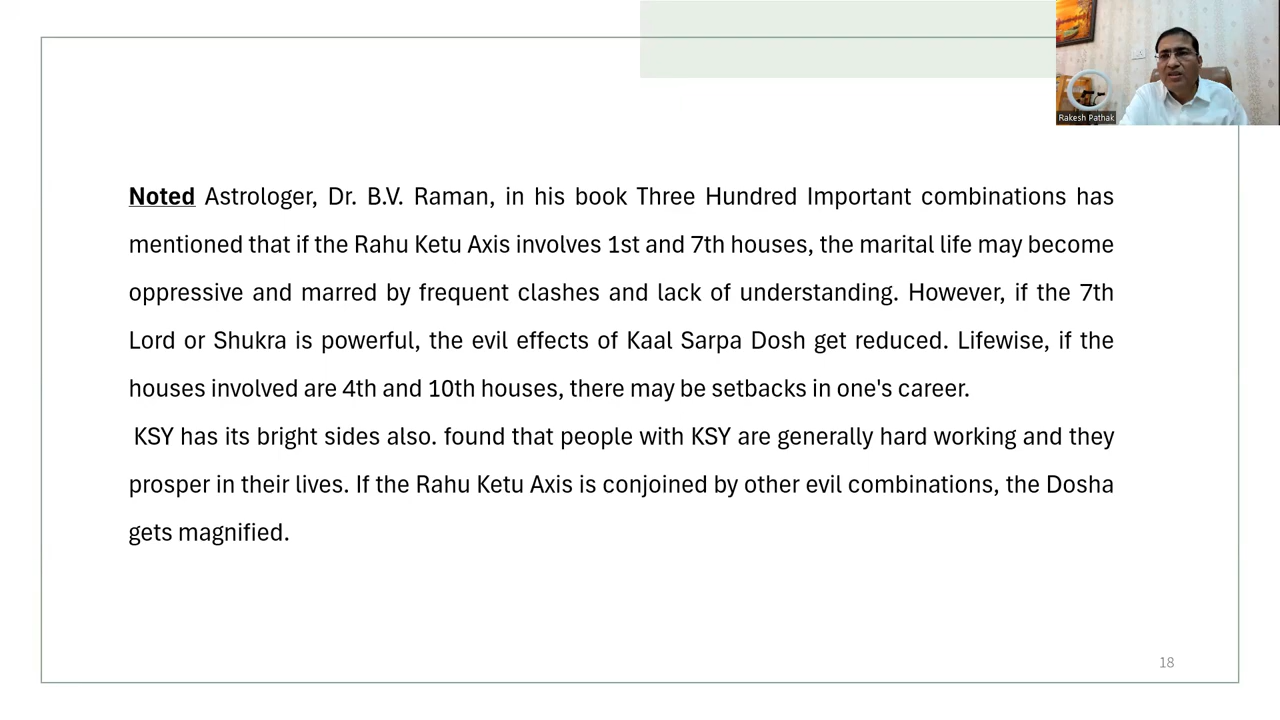 Rakesh Pathak
Noted Astrologer, Dr. B.V. Raman, in his book Three Hundred Important combinations has
mentioned that if the Rahu Ketu Axis involves 1st and 7th houses, the marital life may become
oppressive and marred by frequent clashes and lack of understanding. However, if the 7th
Lord or Shukra is powerful, the evil effects of Kaal Sarpa Dosh get reduced. Lifewise, if the
houses involved are 4th and 10th houses, there may be setbacks in one's career.
KSY has its bright sides also. found that people with KSY are generally hard working and they
prosper in their lives. If the Rahu Ketu Axis is conjoined by other evil combinations, the Dosha
gets magnified.
18